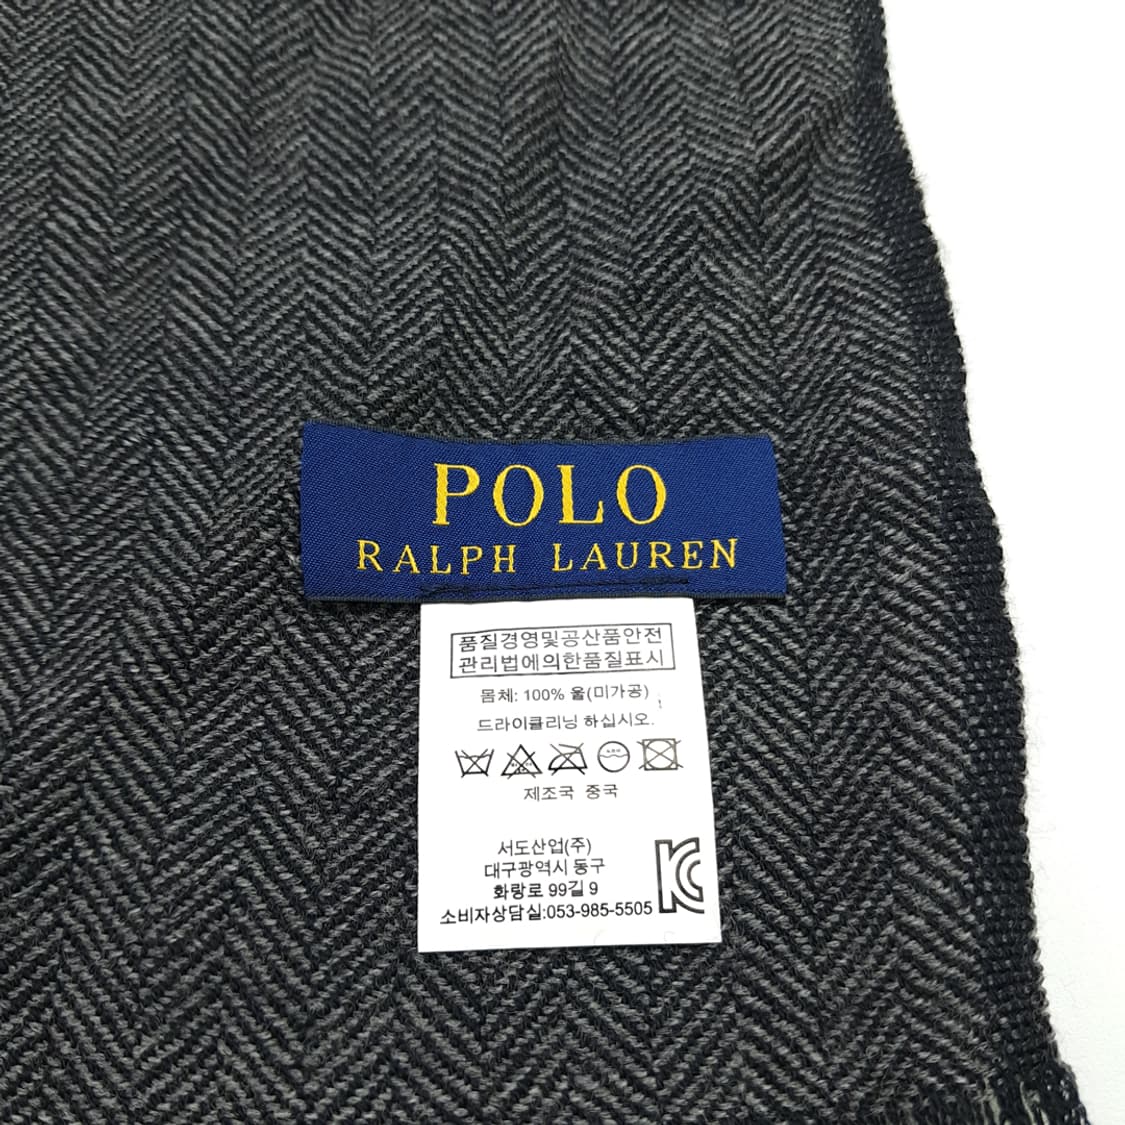 POLO
RALPH LAUREN
품질경영및공산품안전
관리법에의한품질표시
몸체: 100% 울(미가공)
드라이클리닝 하십시오.
제조국 중국
서도산업(주)
대구광역시 동구
화랑로 99길 9
소비자상담실:053-985-5505